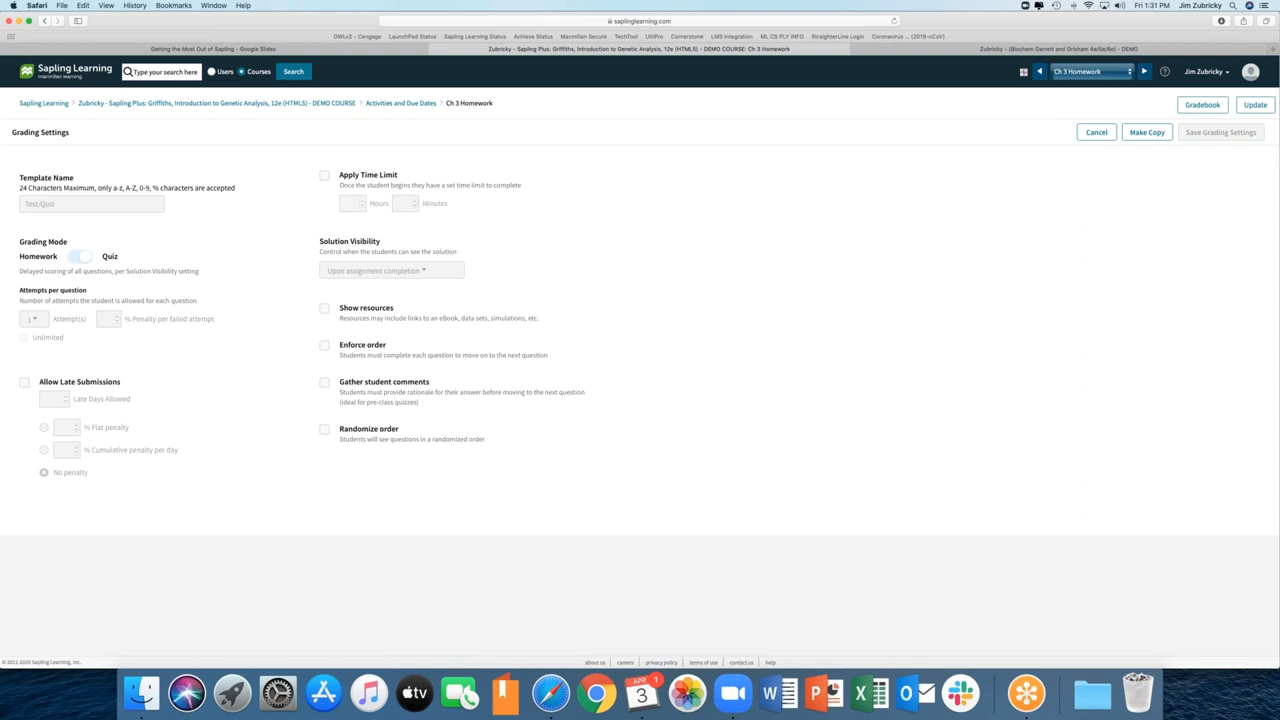 Safari File Edit View History Bookmarks Window Help Fri 1:31 PM Jim Zubricky
saplinglearning.com
OWLv2 - Cengage LaunchPad Status Sapling Learning Status Achieve Status Macmillan Secure TechTool UtilPro Cornerstone LMS Integration ML CS PLY INFO StraighterLine Login Coronavirus ... (2019-nCoV)
Getting the Most Out of Sapling - Google Slides Zubricky - Sapling Plus: Griffiths, Introduction to Genetic Analysis, 12e (HTML5) - DEMO COURSE: Ch 3 Homework Zubricky - (Biochem Garrett and Grisham 4e/5e/6e) - DEMO
Sapling Learning
macmillan learning
Type your search here Users Courses Search Ch 3 Homework Jim Zubricky
Sapling Learning > Zubricky - Sapling Plus: Griffiths, Introduction to Genetic Analysis, 12e (HTML5) - DEMO COURSE > Activities and Due Dates > Ch 3 Homework Gradebook Update
Grading Settings Cancel Make Copy Save Grading Settings
Template Name
24 Characters Maximum, only a-z, A-Z, 0-9, % characters are accepted
Test/Quiz
Grading Mode
Homework Quiz
Delayed scoring of all questions, per Solution Visibility setting
Attempts per question
Number of attempts the student is allowed for each question
Attempt(s) % Penalty per failed attempt
Unlimited
Allow Late Submissions
Late Days Allowed
% Flat penalty
% Cumulative penalty per day
No penalty
Apply Time Limit
Once the student begins they have a set time limit to complete
Hours Minutes
Solution Visibility
Control when the students can see the solution
Upon assignment completion
Show resources
Resources may include links to an eBook, data sets, simulations, etc.
Enforce order
Students must complete each question to move on to the next question
Gather student comments
Students must provide rationale for their answer before moving to the next question
(ideal for pre-class quizzes)
Randomize order
Students will see questions in a randomized order
© 2011-2020 Sapling Learning, Inc. about us | careers | privacy policy | terms of use | contact us | help
tv
APR 1
3
W P X O